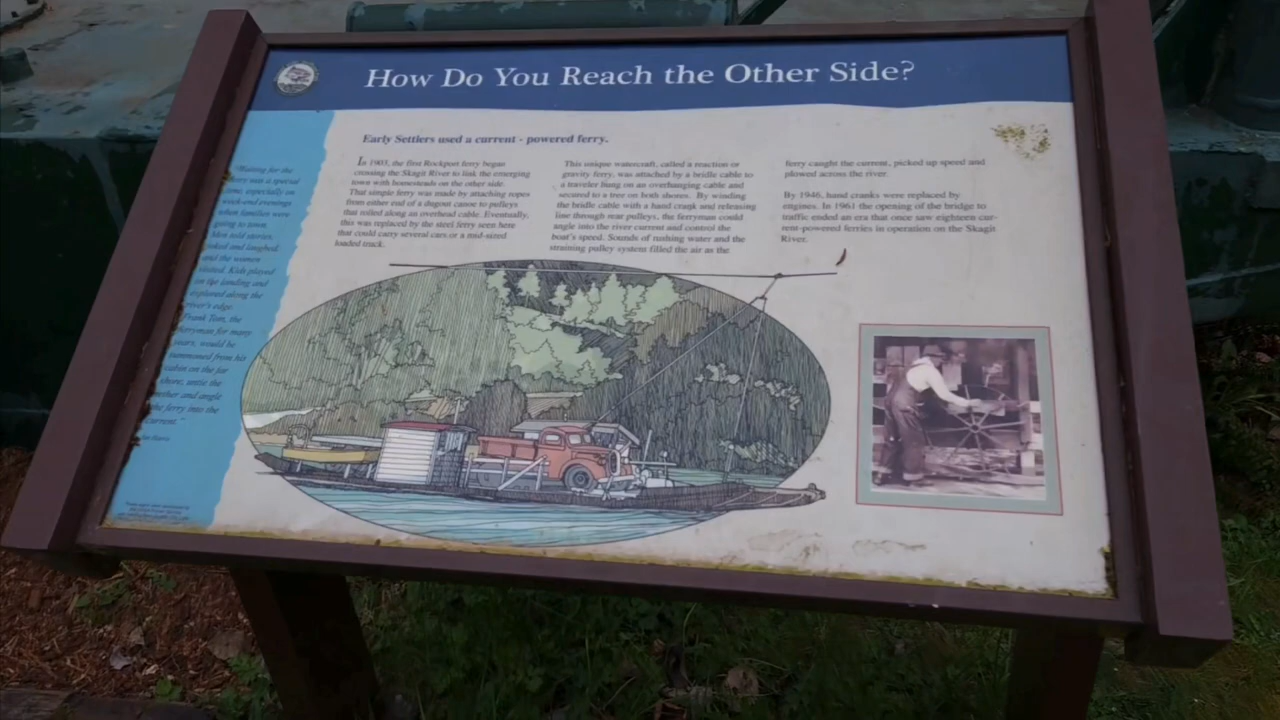 How Do You Reach the Other Side?
Early Settlers used a current - powered ferry.
In 1903, the first Rockport ferry began
crossing the Skagit River to link the emerging
town with homesteads on the other side.
That simple ferry was made by attaching ropes
from either end of a dugout canoe to pulleys
that rolled along an overhead cable. Eventually,
this was replaced by the steel ferry seen here
that could carry several cars or a mid-sized
loaded truck.
This unique watercraft, called a reaction or
gravity ferry, was attached by a bridle cable to
a traveler hung on an overhanging cable and
secured to a tree on both shores. By winding
the bridle cable with a hand crank and releasing
line through rear pulleys, the ferryman could
angle into the river current and control the
boat's speed. Sounds of rushing water and the
straining pulley system filled the air as the
ferry caught the current, picked up speed and
plowed across the river.
By 1946, hand cranks were replaced by
engines. In 1961 the opening of the bridge to
traffic ended an era that once saw eighteen cur-
rent-powered ferries in operation on the Skagit
River.
"Waiting for the
ferry was a special
time, especially on
week-end evenings
when families were
going to town.
Men told stories,
joked and laughed
and the women
visited. Kids played
on the landing and
explored along the
river's edge.
Frank Tom, the
ferryman for many
years, would be
summoned from his
cabin on the far
shore, untie the
tether and angle
the ferry into the
current."